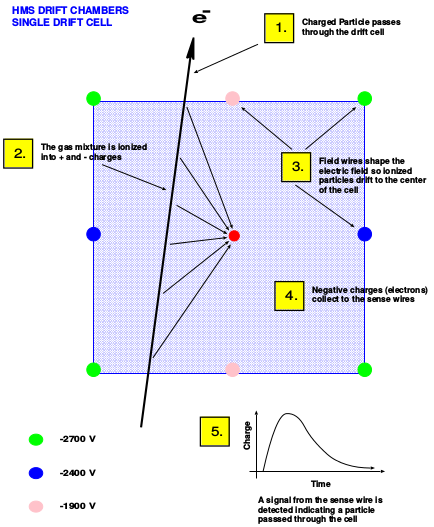 HMS DRIFT CHAMBERS
SINGLE DRIFT CELL
e-
1.
Charged Particle passes
through the drift cell
2.
The gas mixture is ionized
into + and - charges
3.
Field wires shape the
electric field so ionized
particles drift to the center
of the cell
4.
Negative charges (electrons)
collect to the sense wires
5.
Charge
Time
A signal from the sense wire is
detected indicating a particle
passsed through the cell
-2700 V
-2400 V
-1900 V